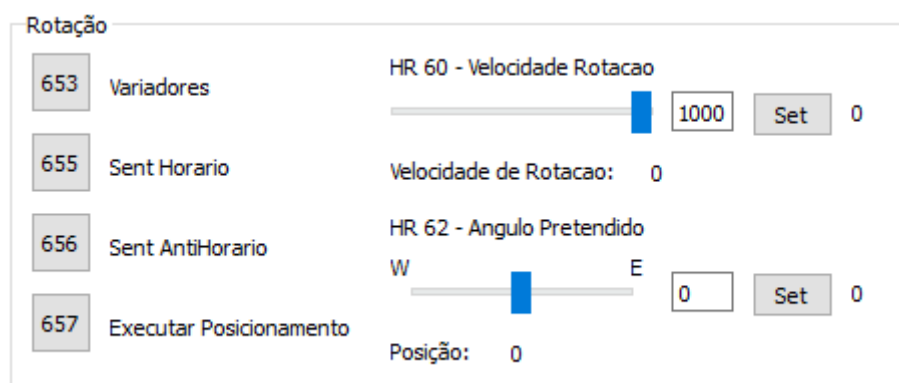 Rotação
653 Variadores
655 Sent Horario
656 Sent AntiHorario
657 Executar Posicionamento
HR 60 - Velocidade Rotacao
1000 Set 0
Velocidade de Rotacao: 0
HR 62 - Angulo Pretendido
W E
0 Set 0
Posição: 0